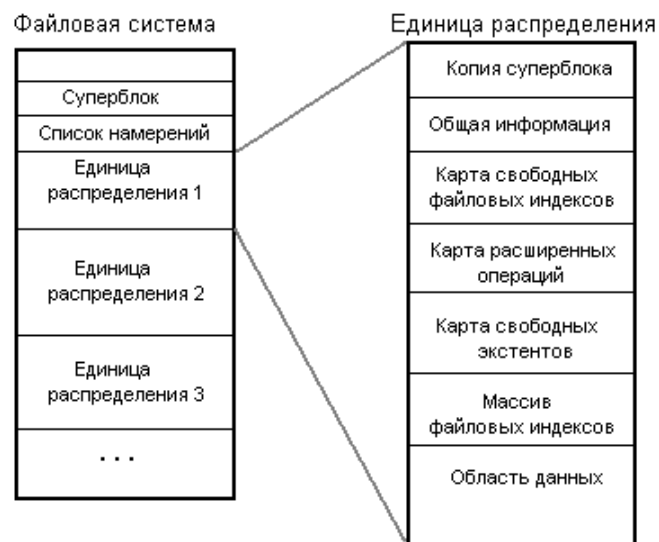 Файловая система
Суперблок
Список намерений
Единица
распределения 1
Единица
распределения 2
Единица
распределения 3
...
Единица распределения
Копия суперблока
Общая информация
Карта свободных
файловых индексов
Карта расширенных
операций
Карта свободных
экстентов
Массив
файловых индексов
Область данных